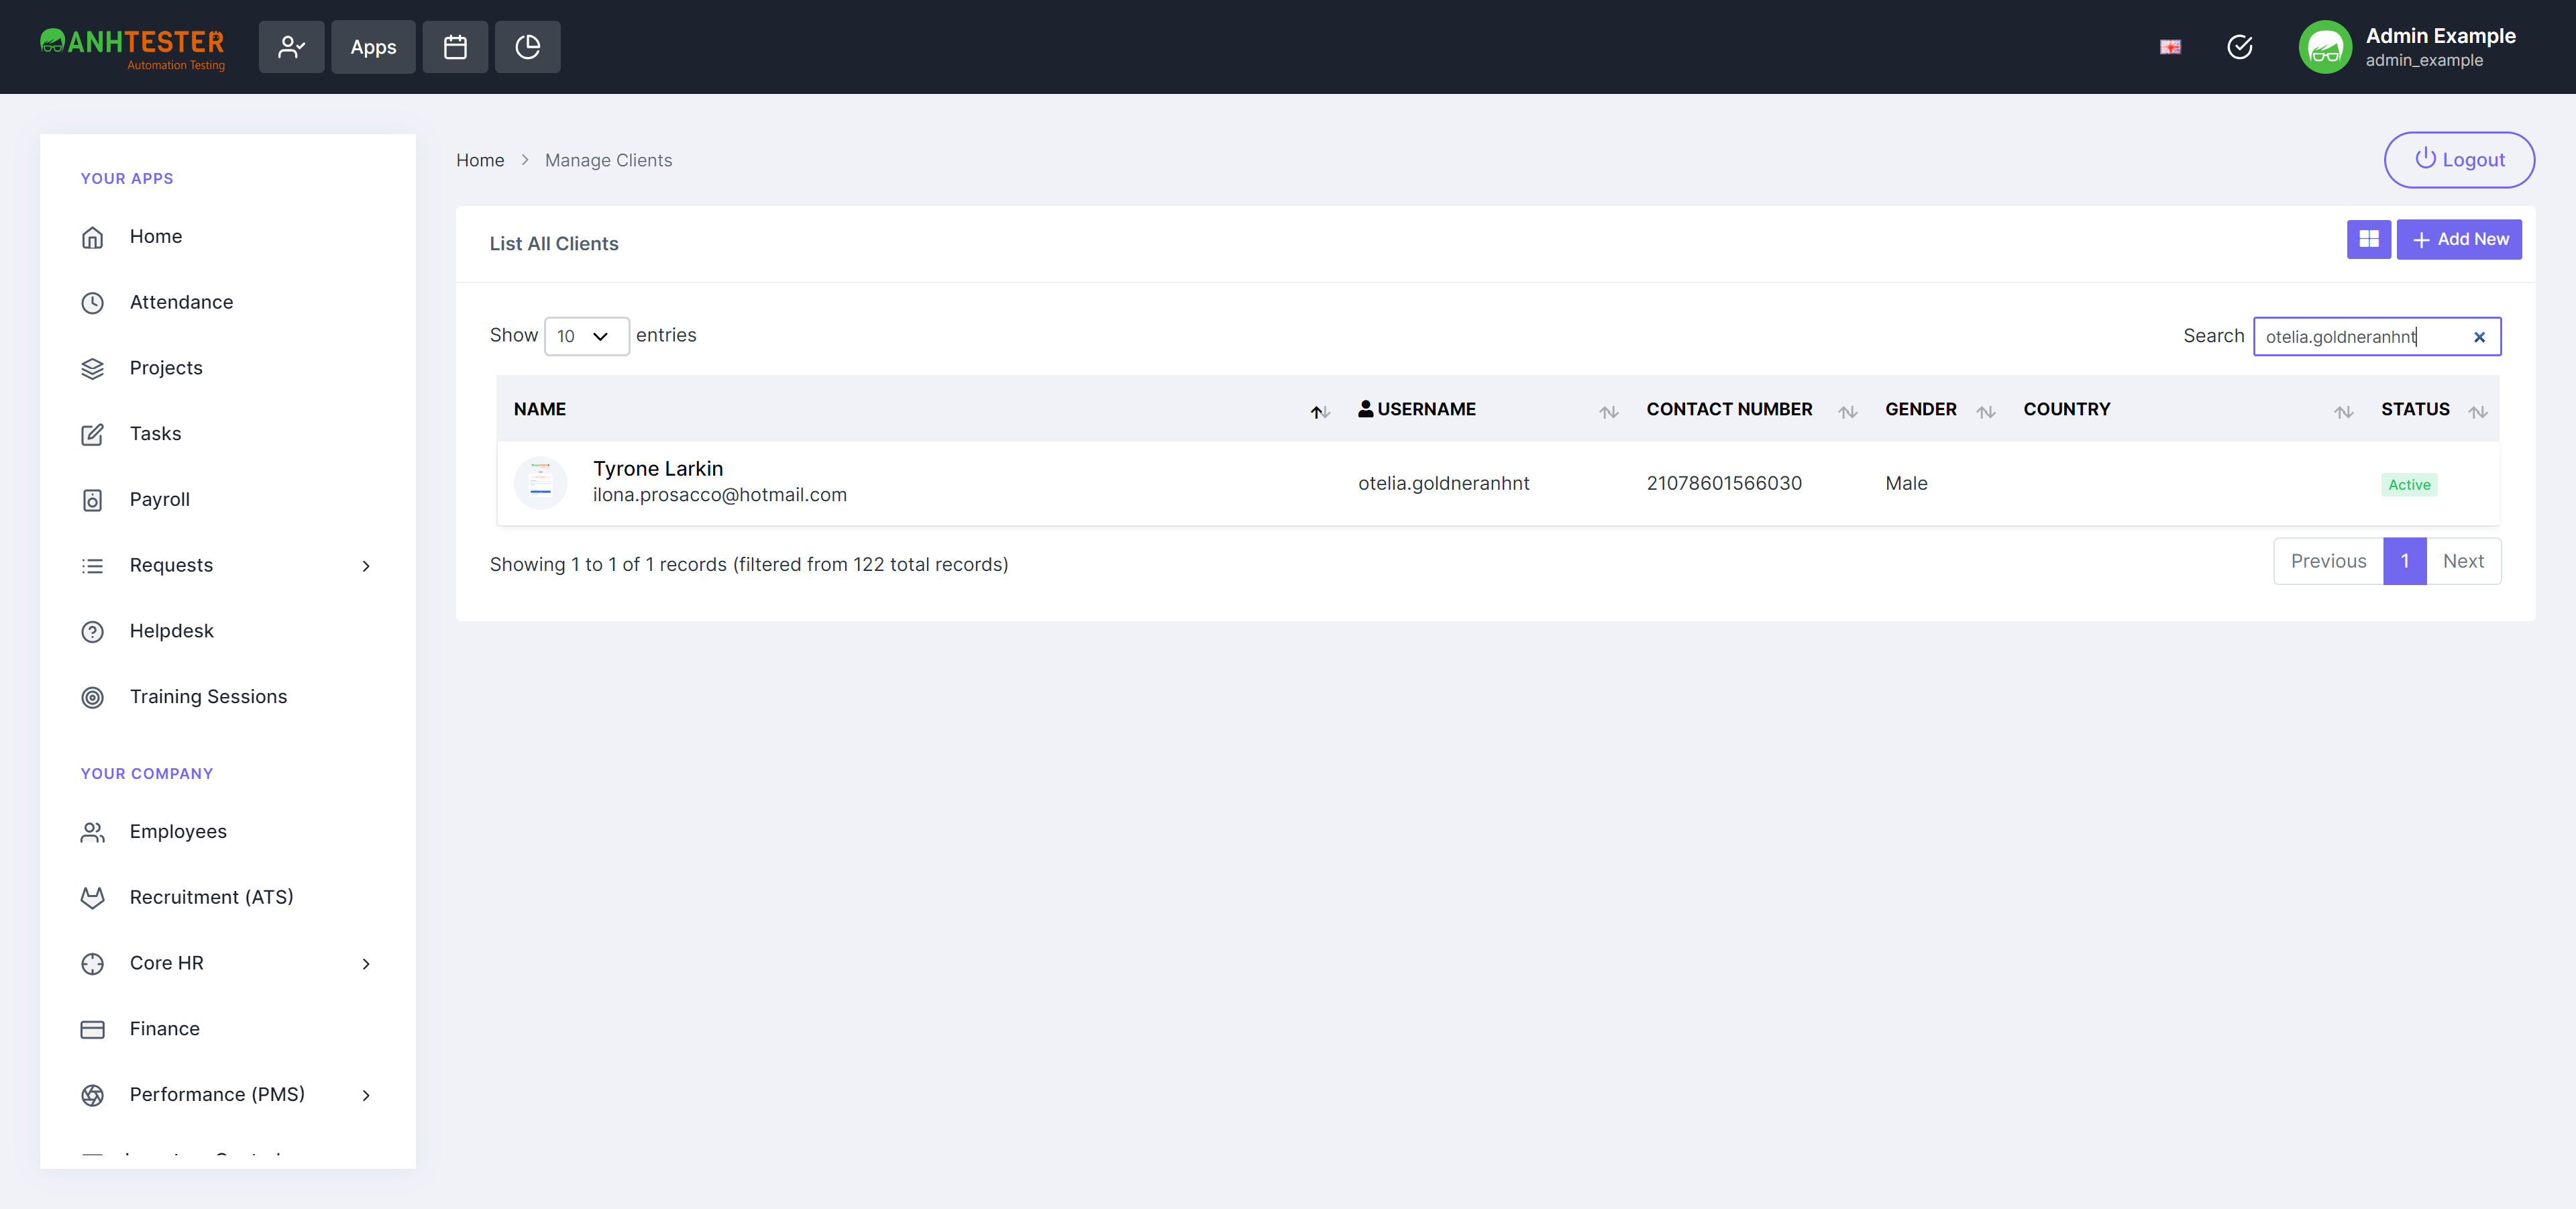 ANHTESTER
Automation Testing
Apps
Admin Example
admin_example
YOUR APPS
Home
Attendance
Projects
Tasks
Payroll
Requests
Helpdesk
Training Sessions
YOUR COMPANY
Employees
Recruitment (ATS)
Core HR
Finance
Performance (PMS)
Home > Manage Clients
Logout
List All Clients
Add New
Show 10 entries
Search otelia.goldneranhnt
NAME USERNAME CONTACT NUMBER GENDER COUNTRY STATUS
Tyrone Larkin
ilona.prosacco@hotmail.com
otelia.goldneranhnt 21078601566030 Male Active
Showing 1 to 1 of 1 records (filtered from 122 total records)
Previous 1 Next